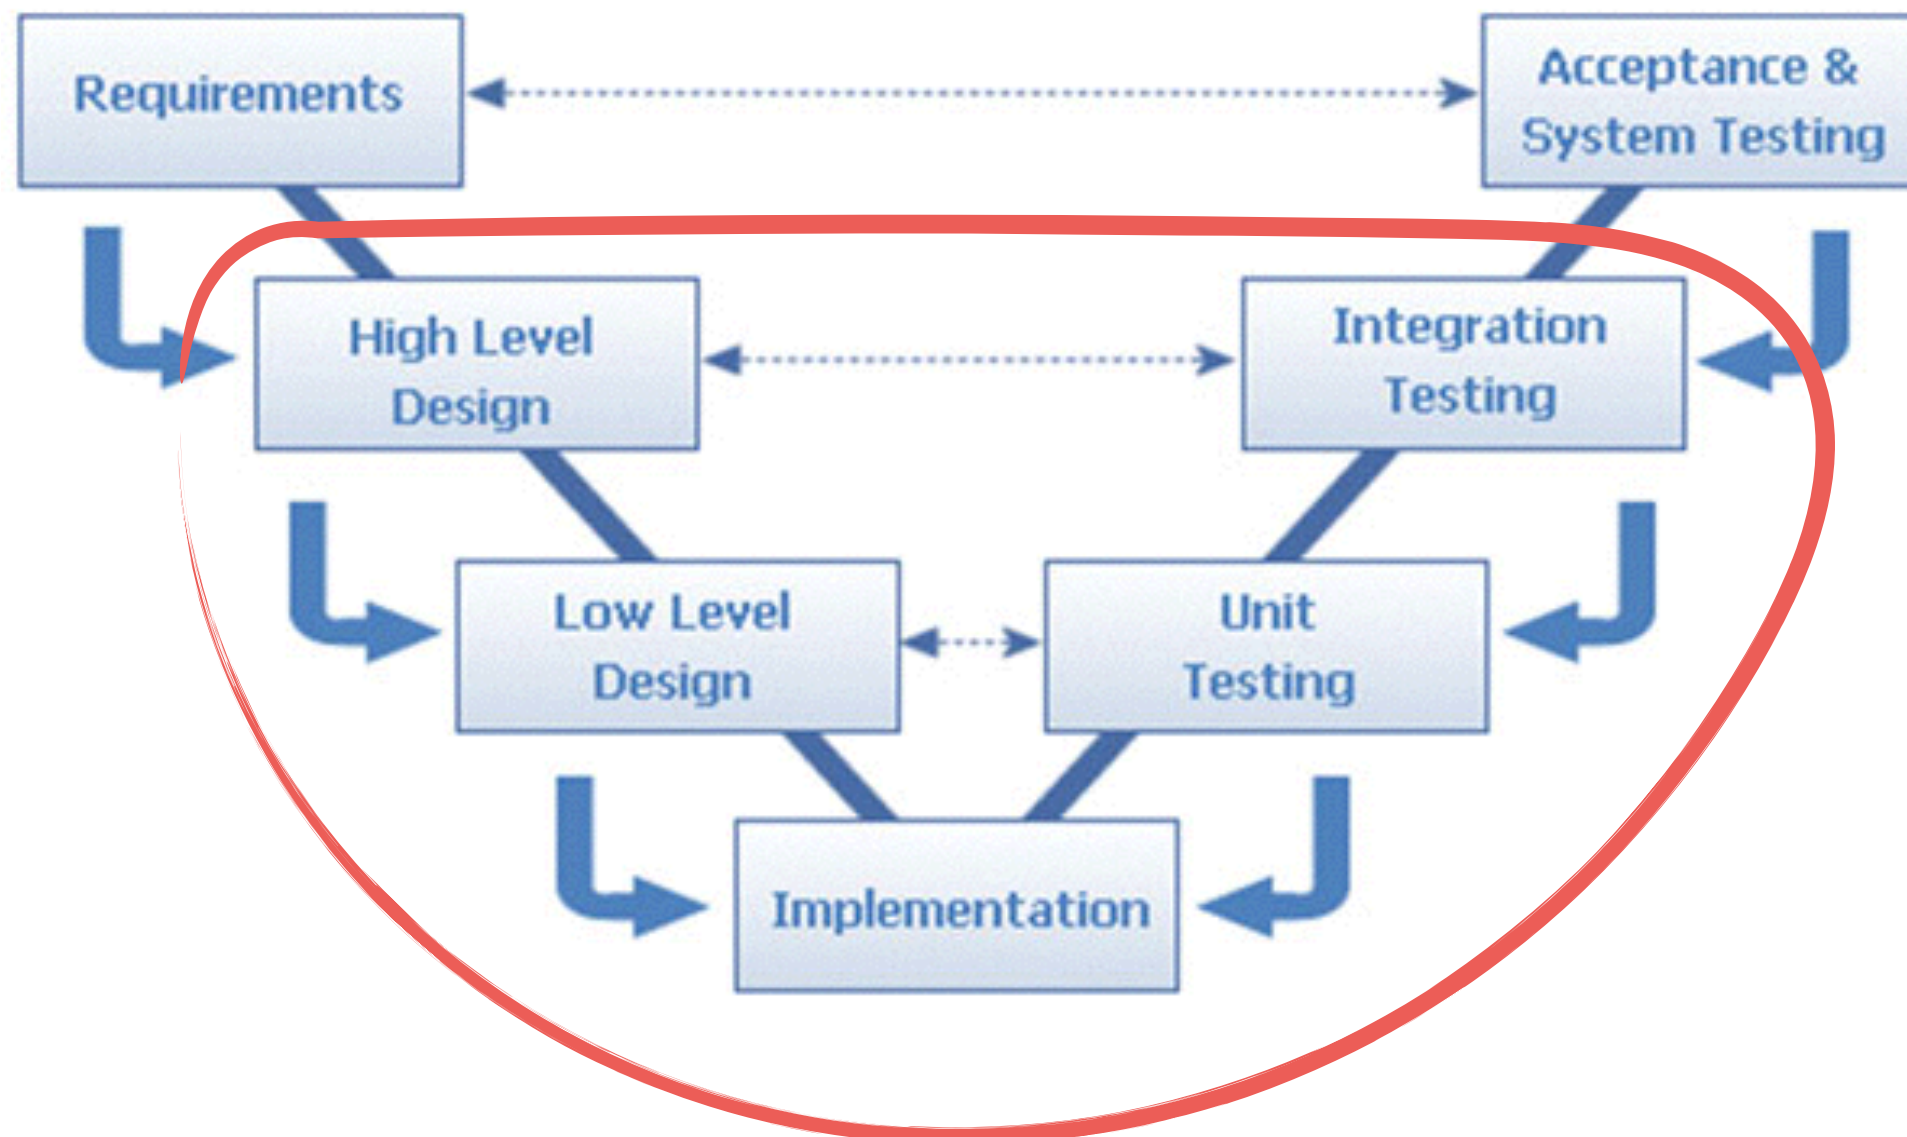 Requirements
Acceptance &
System Testing
High Level
Design
Integration
Testing
Low Level
Design
Unit
Testing
Implementation